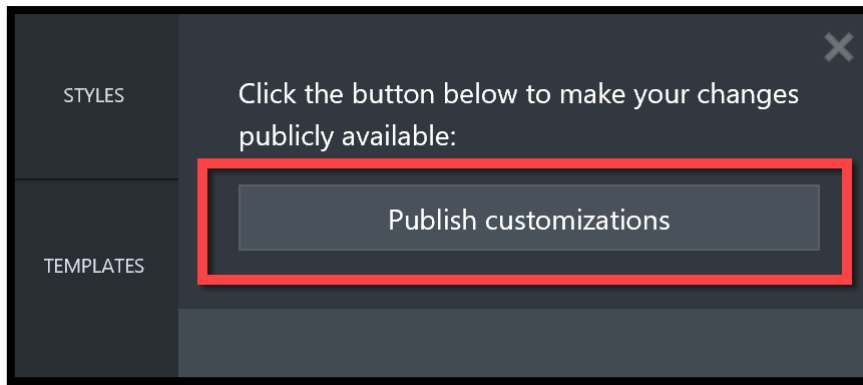 STYLES
Click the button below to make your changes
publicly available:
Publish customizations
TEMPLATES